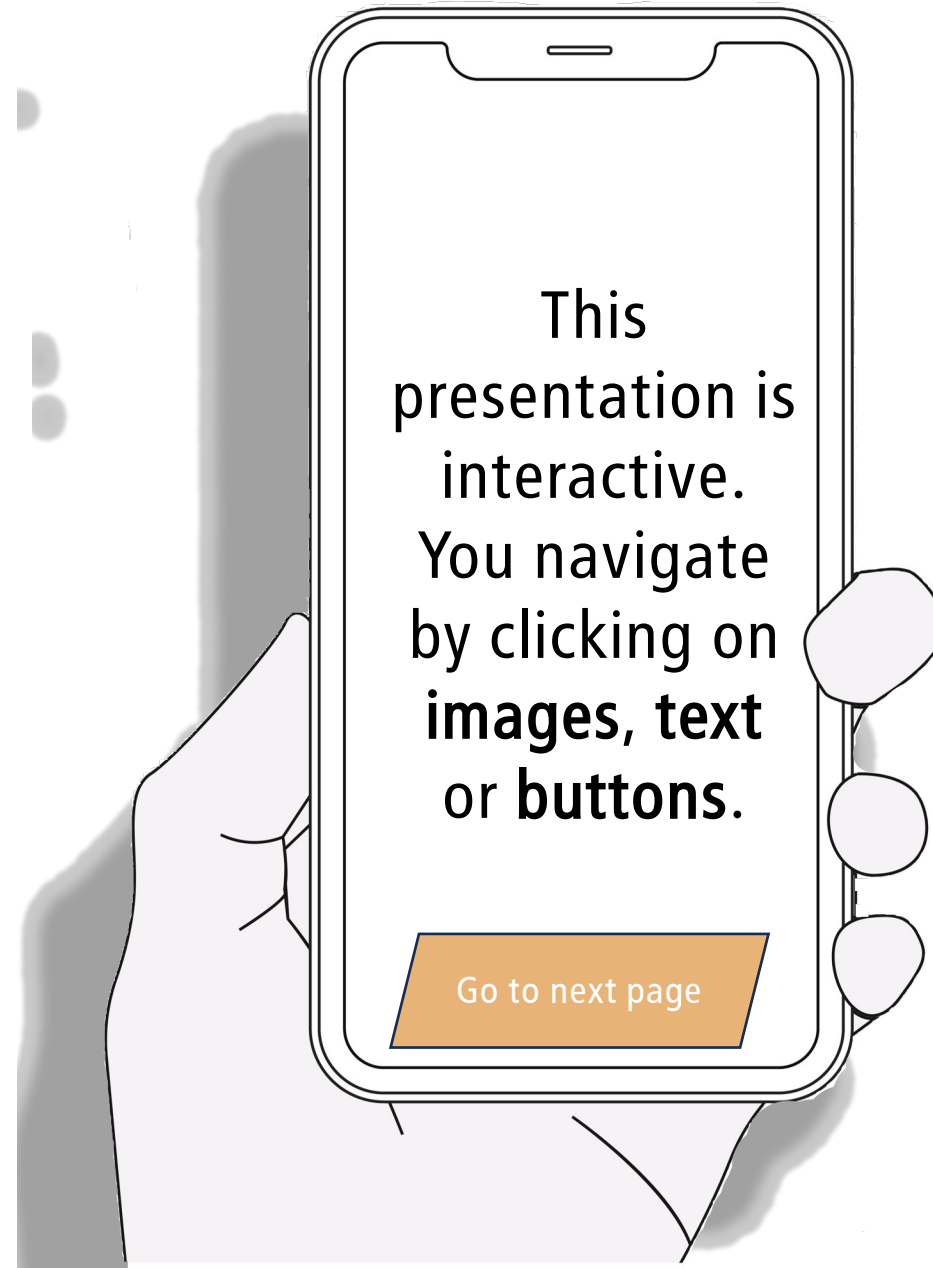 This
presentation is
interactive.
You navigate
by clicking on
images, text
or buttons.
Go to next page